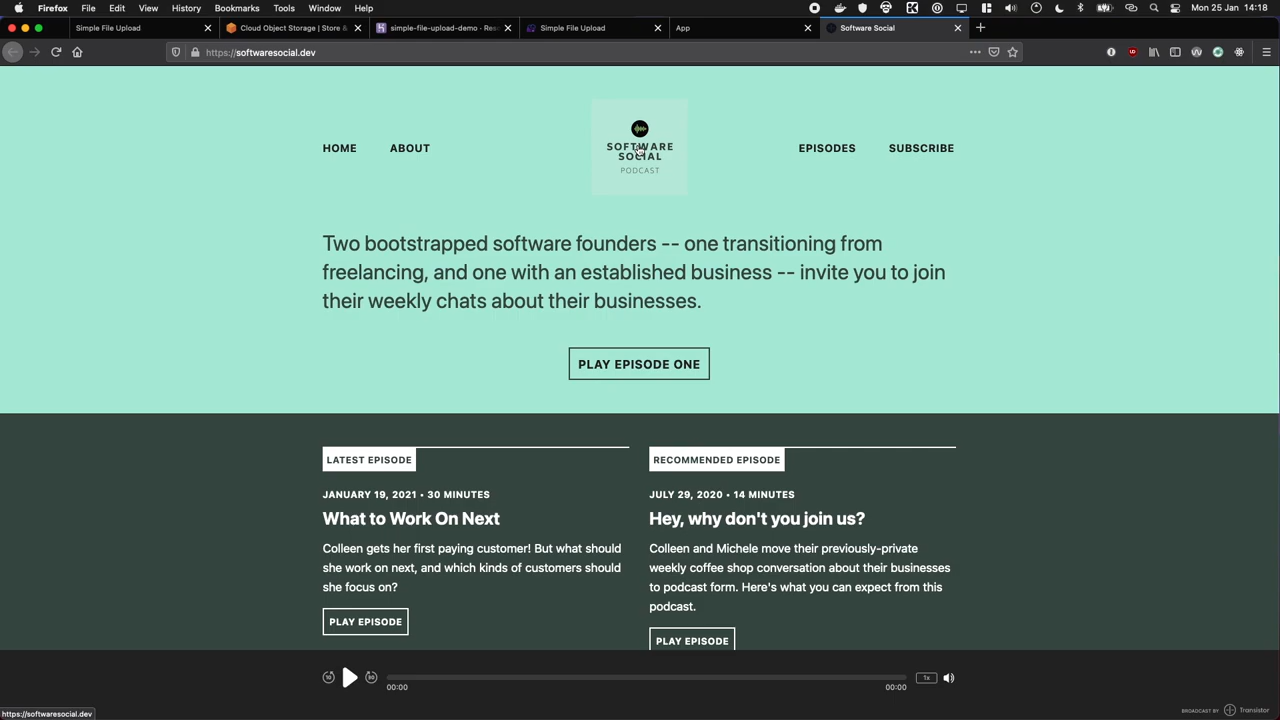 Firefox File Edit View History Bookmarks Tools Window Help Mon 25 Jan 14:18
Simple File Upload
Cloud Object Storage | Store &
simple-file-upload-demo · Res
Simple File Upload
App
Software Social
https://softwaresocial.dev
HOME
ABOUT
SOFTWARE
SOCIAL
PODCAST
EPISODES
SUBSCRIBE
Two bootstrapped software founders -- one transitioning from
freelancing, and one with an established business -- invite you to join
their weekly chats about their businesses.
PLAY EPISODE ONE
LATEST EPISODE
JANUARY 19, 2021 • 30 MINUTES
What to Work On Next
Colleen gets her first paying customer! But what should
she work on next, and which kinds of customers should
she focus on?
PLAY EPISODE
RECOMMENDED EPISODE
JULY 29, 2020 • 14 MINUTES
Hey, why don't you join us?
Colleen and Michele move their previously-private
weekly coffee shop conversation about their businesses
to podcast form. Here's what you can expect from this
podcast.
PLAY EPISODE
00:00
00:00
1x
https://softwaresocial.dev
BROADCAST BY Transistor